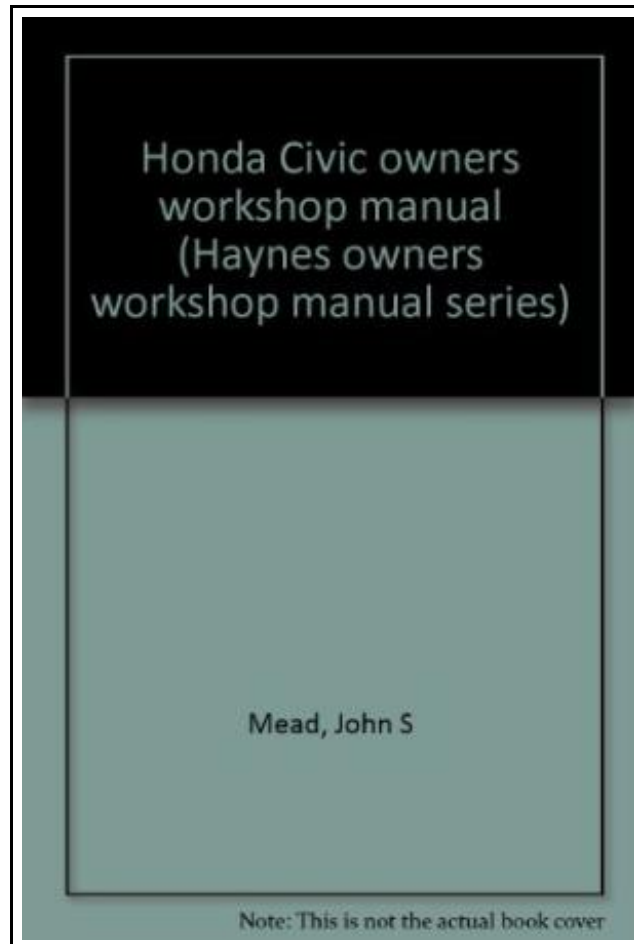 Honda Civic owners
workshop manual
(Haynes owners
workshop manual series)
Mead, John S
Note: This is not the actual book cover